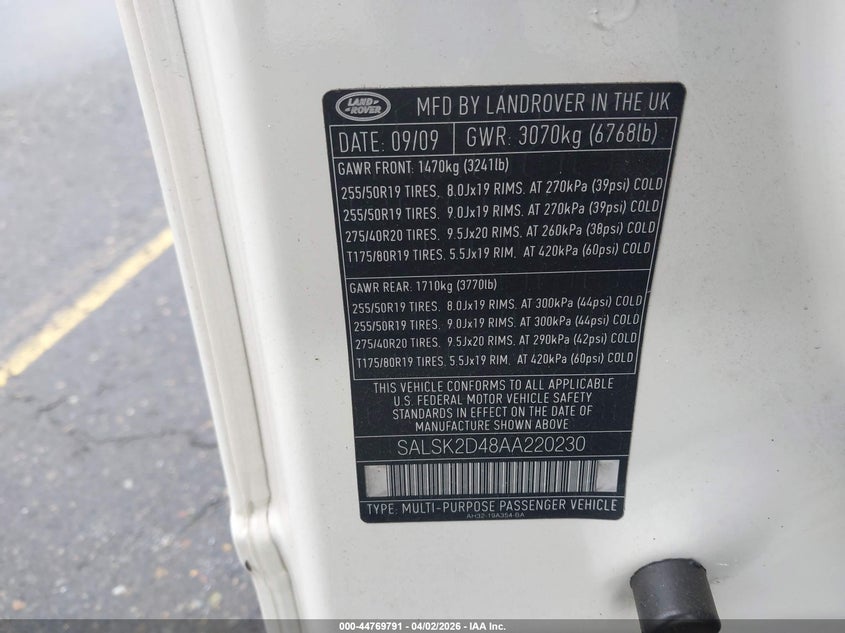 LAND ROVER
MFD BY LANDROVER IN THE UK
DATE: 09/09 GWR: 3070kg (6768lb)
GAWR FRONT: 1470kg (3241lb)
255/50R19 TIRES. 8.0Jx19 RIMS. AT 270kPa (39psi) COLD
255/50R19 TIRES. 9.0Jx19 RIMS. AT 270kPa (39psi) COLD
275/40R20 TIRES. 9.5Jx20 RIMS. AT 260kPa (38psi) COLD
T175/80R19 TIRES. 5.5Jx19 RIM. AT 420kPa (60psi) COLD
GAWR REAR: 1710kg (3770lb)
255/50R19 TIRES. 8.0Jx19 RIMS. AT 300kPa (44psi) COLD
255/50R19 TIRES. 9.0Jx19 RIMS. AT 300kPa (44psi) COLD
275/40R20 TIRES. 9.5Jx20 RIMS. AT 290kPa (42psi) COLD
T175/80R19 TIRES. 5.5Jx19 RIM. AT 420kPa (60psi) COLD
THIS VEHICLE CONFORMS TO ALL APPLICABLE
U.S. FEDERAL MOTOR VEHICLE SAFETY
STANDARDS IN EFFECT ON THE DATE OF
MANUFACTURE SHOWN ABOVE
SALSK2D48AA220230
TYPE: MULTI-PURPOSE PASSENGER VEHICLE
AH32-19A354-BA
000-44769791 - 04/02/2026 - IAA Inc.